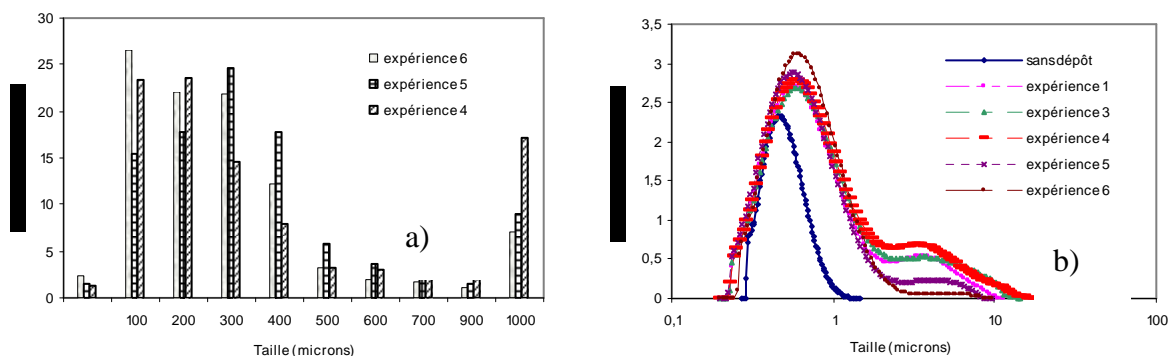 30
25
20
15
10
5
0
100 200 300 400 500 600 700 900 1000
Taille (microns)
expérience 6
expérience 5
expérience 4
a)
3,5
3
2,5
2
1,5
1
0,5
0
0,1 1 10 100
Taille (microns)
sans dépôt
expérience 1
expérience 3
expérience 4
expérience 5
expérience 6
b)